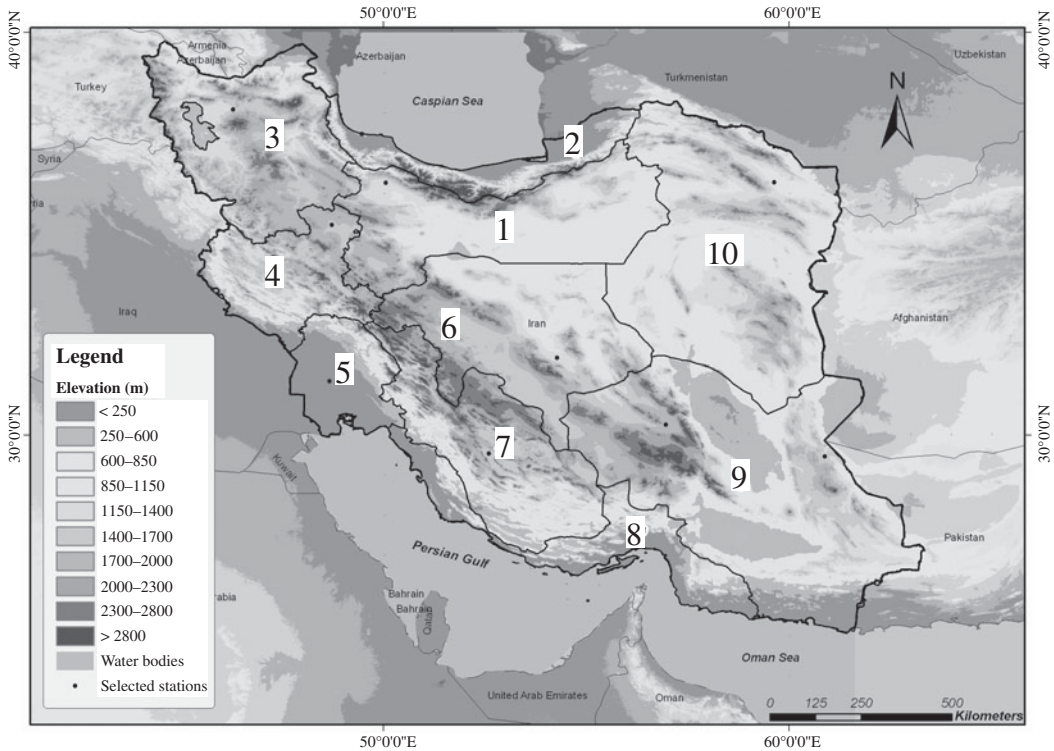 50°0'0"E 60°0'0"E
40°0'0"N
40°0'0"N
Armenia
Azerbaijan
Azerbaijan
Uzbekistan
Turkey
Turkmenistan
Caspian Sea
N
2
3
Syria
10
1
4
Iraq
6
Iran
Afghanistan
5
Legend
Elevation (m)
< 250
250–600
600–850
850–1150
1150–1400
1400–1700
1700–2000
2000–2300
2300–2800
> 2800
Water bodies
Selected stations
30°0'0"N
30°0'0"N
Kuwait
7
9
8
Pakistan
Persian Gulf
Bahrain
Bahrain
Qatar
rabia
Oman Sea
United Arab Emirates
Oman
0 125 250 500
Kilometers
50°0'0"E 60°0'0"E